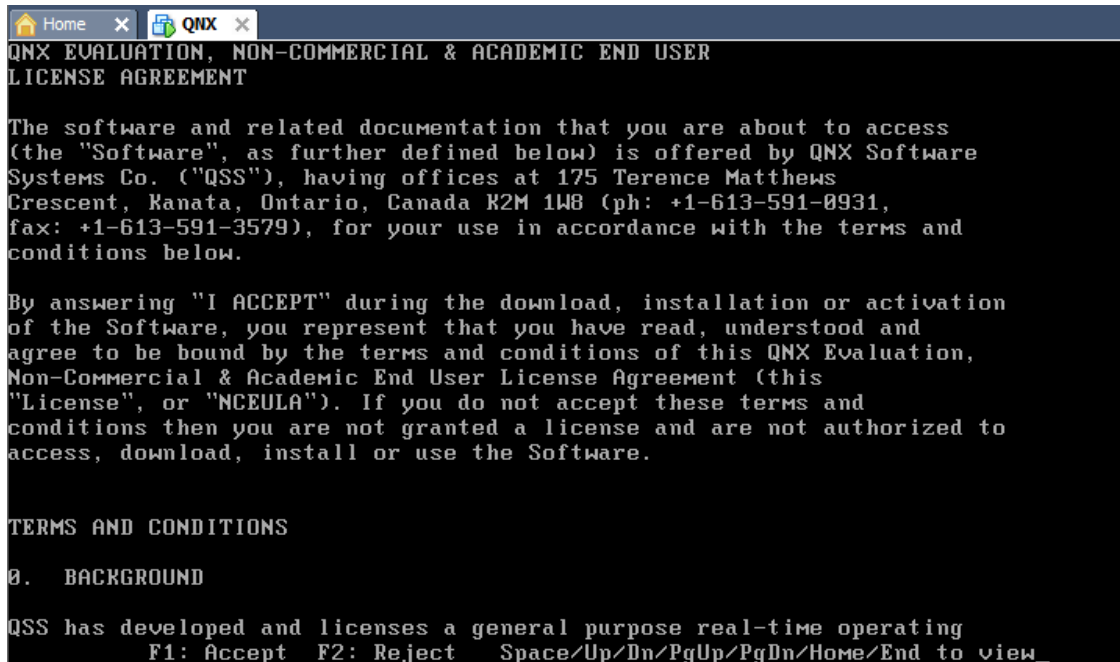 Home QNX
QNX EVALUATION, NON-COMMERCIAL & ACADEMIC END USER
LICENSE AGREEMENT
The software and related documentation that you are about to access
(the "Software", as further defined below) is offered by QNX Software
Systems Co. ("QSS"), having offices at 175 Terence Matthews
Crescent, Kanata, Ontario, Canada K2M 1W8 (ph: +1-613-591-0931,
fax: +1-613-591-3579), for your use in accordance with the terms and
conditions below.
By answering "I ACCEPT" during the download, installation or activation
of the Software, you represent that you have read, understood and
agree to be bound by the terms and conditions of this QNX Evaluation,
Non-Commercial & Academic End User License Agreement (this
"License", or "NCEULA"). If you do not accept these terms and
conditions then you are not granted a license and are not authorized to
access, download, install or use the Software.
TERMS AND CONDITIONS
0. BACKGROUND
QSS has developed and licenses a general purpose real-time operating
F1: Accept F2: Reject Space/Up/Dn/PgUp/PgDn/Home/End to view